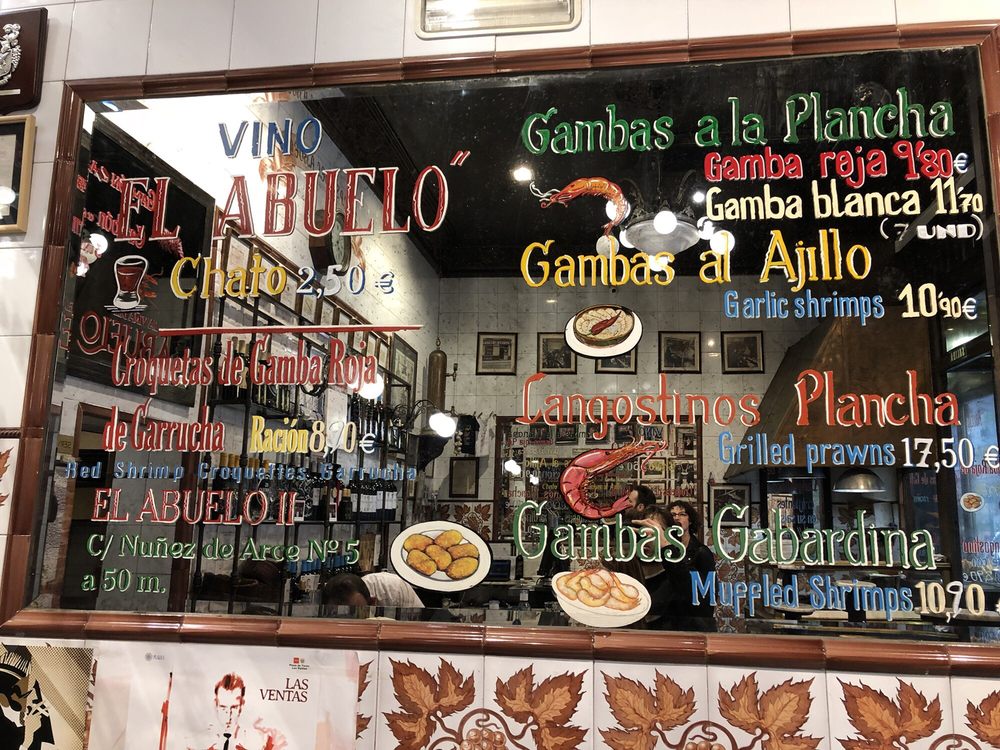 VINO
"EL ABUELO"
Chato 2,50 €
Croquetas de Gamba Roja
de Garrucha Ración 8,90 €
Red Shrimp Croquettes Garrucha
EL ABUELO II
C/ Nuñez de Arce Nº 5
a 50 m.
Gambas a la Plancha
Gamba roja 9'80€
Gamba blanca 11'70
(7 UND)
Gambas al Ajillo
Garlic shrimps 10'90€
Langostinos Plancha
Grilled prawns 17,50€
Gambas Gabardina
Muffled Shrimps 10,90
LAS
VENTAS